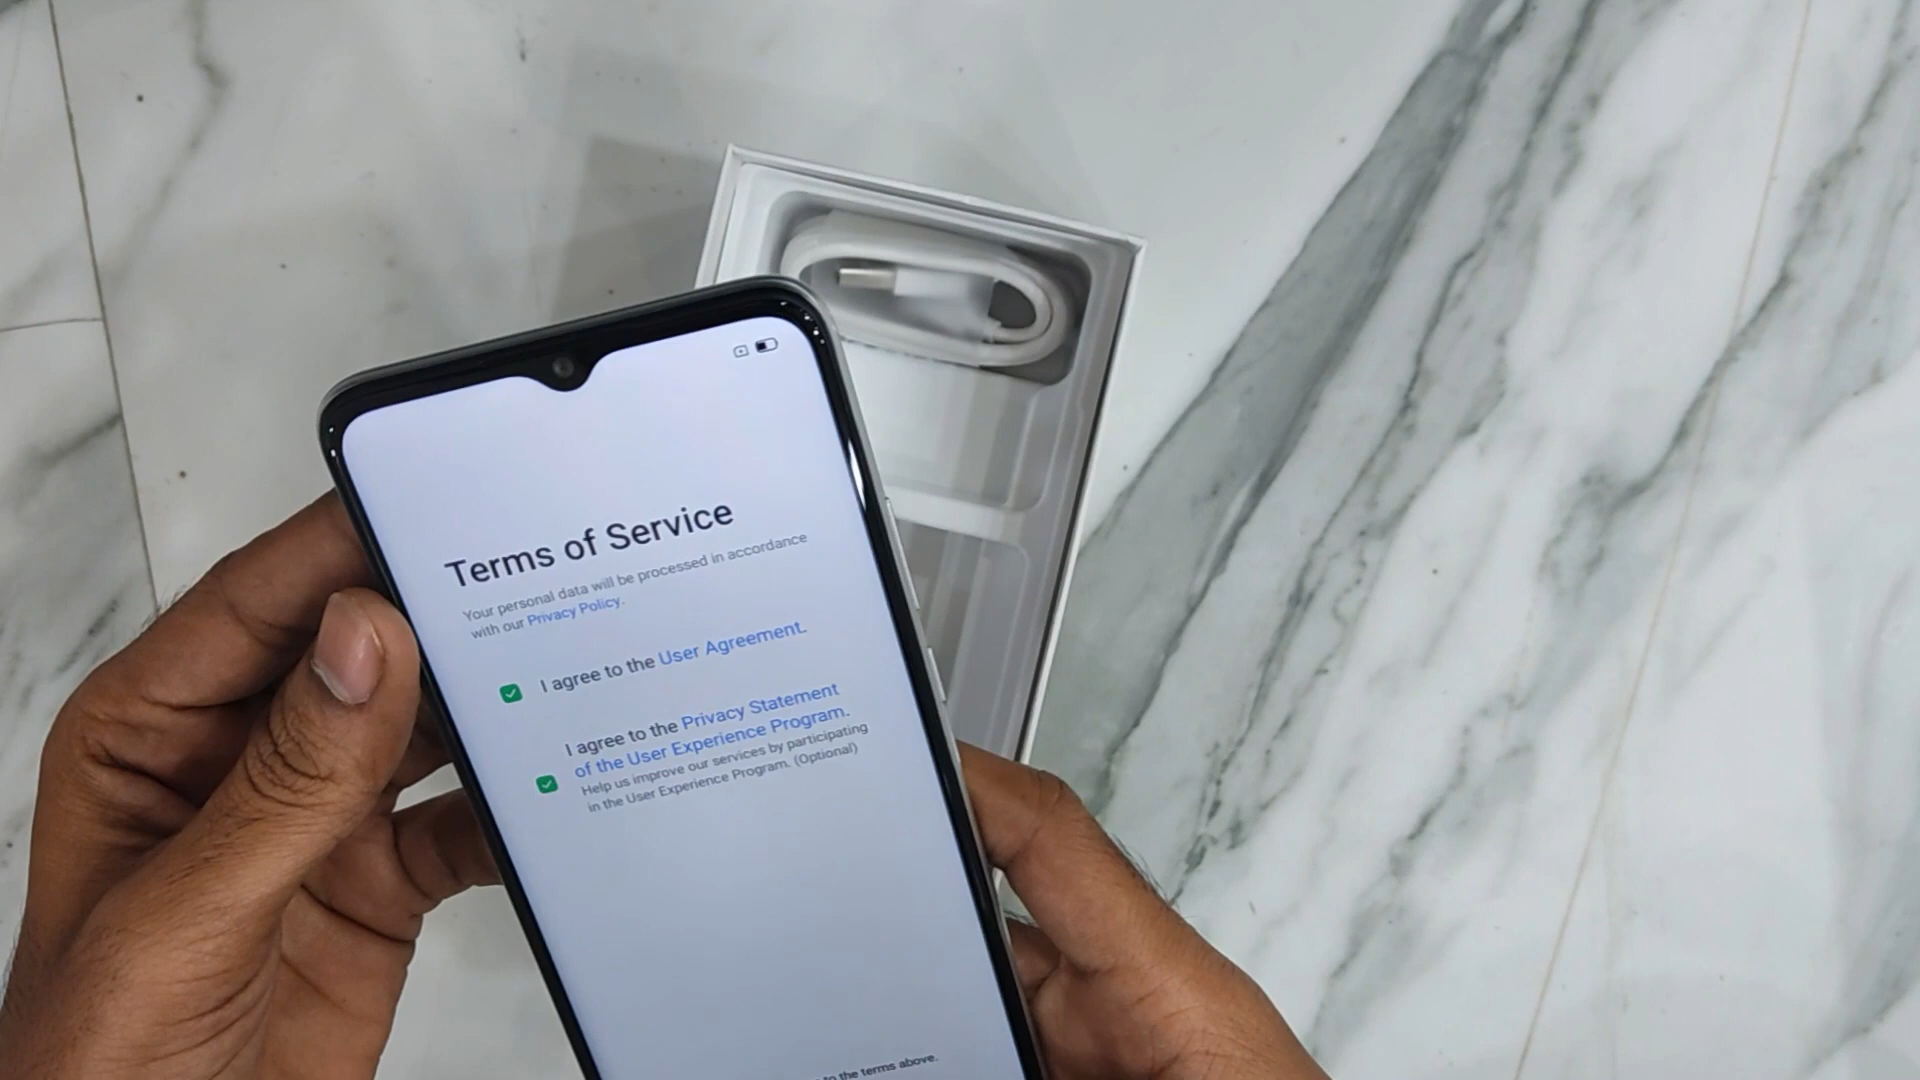 Terms of Service
Your personal data will be processed in accordance
with our Privacy Policy.
I agree to the User Agreement.
I agree to the Privacy Statement
of the User Experience Program.
Help us improve our services by participating
in the User Experience Program. (Optional)
to the terms above.